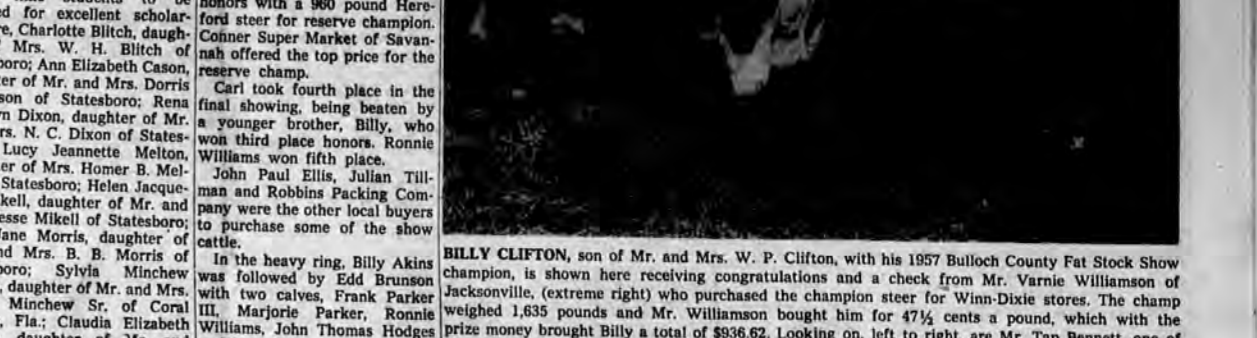 d for excellent scholar-
e, Charlotte Blitch, daugh-
Mrs. W. H. Blitch of
boro; Ann Elizabeth Cason,
er of Mr. and Mrs. Dorris
son of Statesboro; Rena
n Dixon, daughter of Mr.
rs. N. C. Dixon of States-
Lucy Jeannette Melton,
er of Mrs. Homer B. Mel-
Statesboro; Helen Jacque-
kell, daughter of Mr. and
esse Mikell of Statesboro;
ane Morris, daughter of
nd Mrs. B. B. Morris of
boro; Sylvia Minchew
, daughter of Mr. and Mrs.
Minchew Sr. of Coral
, Fla.; Claudia Elizabeth
honors with a 960 pound Here-
ford steer for reserve champion.
Conner Super Market of Savan-
nah offered the top price for the
reserve champ.
Carl took fourth place in the
final showing, being beaten by
a younger brother, Billy, who
won third place honors. Ronnie
Williams won fifth place.
John Paul Ellis, Julian Till-
man and Robbins Packing Com-
pany were the other local buyers
to purchase some of the show
cattle.
In the heavy ring, Billy Akins
was followed by Edd Brunson
with two calves, Frank Parker
III, Marjorie Parker, Ronnie
Williams, John Thomas Hodges
BILLY CLIFTON, son of Mr. and Mrs. W. P. Clifton, with his 1957 Bulloch County Fat Stock Show
champion, is shown here receiving congratulations and a check from Mr. Varnie Williamson of
Jacksonville, (extreme right) who purchased the champion steer for Winn-Dixie stores. The champ
weighed 1,635 pounds and Mr. Williamson bought him for 47½ cents a pound, which with the
prize money brought Billy a total of $936.62. Looking on, left to right, are Mr. Tap Bennett, one of